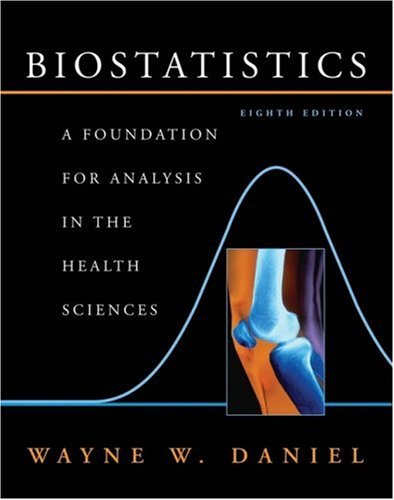 BIOSTATISTICS
EIGHTH EDITION
A FOUNDATION
FOR ANALYSIS
IN THE
HEALTH
SCIENCES
WAYNE W. DANIEL